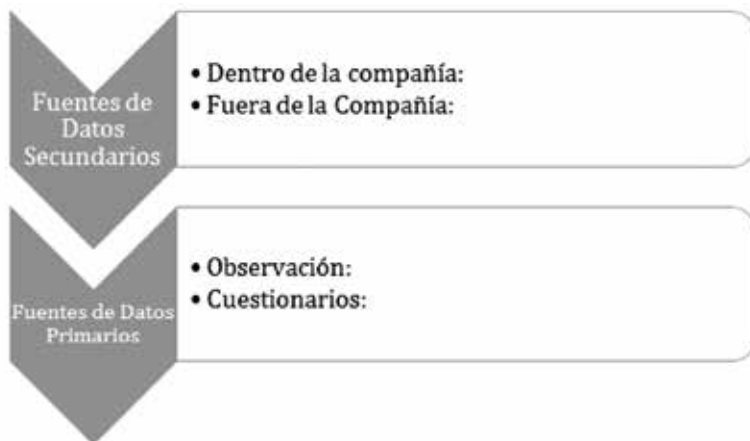 Fuentes de
Datos
Secundarios
• Dentro de la compañía:
• Fuera de la Compañía:
Fuentes de Datos
Primarios
• Observación:
• Cuestionarios: